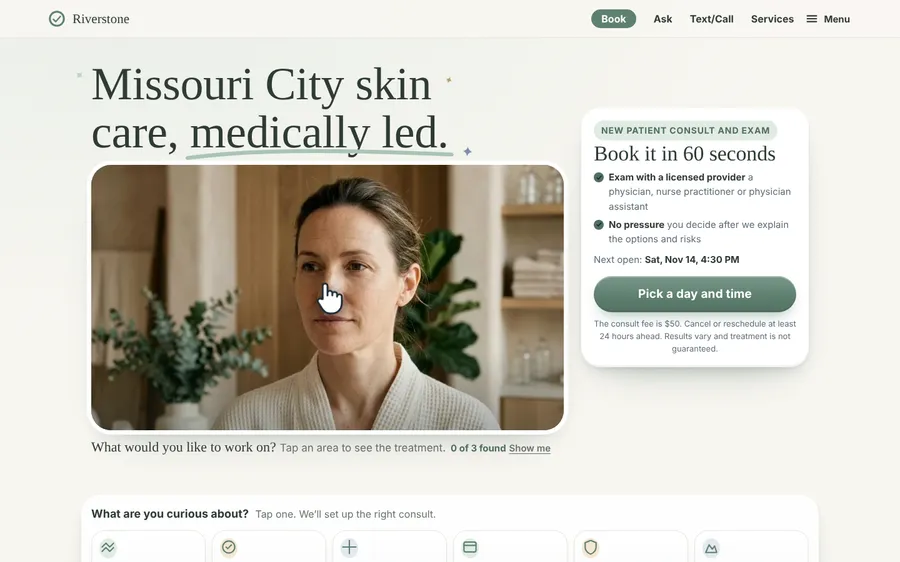 Riverstone
Book
Ask
Text/Call
Services
Menu
Missouri City skin
care, medically led.
NEW PATIENT CONSULT AND EXAM
Book it in 60 seconds
Exam with a licensed provider a
physician, nurse practitioner or physician
assistant
No pressure you decide after we explain
the options and risks
Next open: Sat, Nov 14, 4:30 PM
Pick a day and time
The consult fee is $50. Cancel or reschedule at least
24 hours ahead. Results vary and treatment is not
guaranteed.
What would you like to work on? Tap an area to see the treatment. 0 of 3 found Show me
What are you curious about? Tap one. We'll set up the right consult.